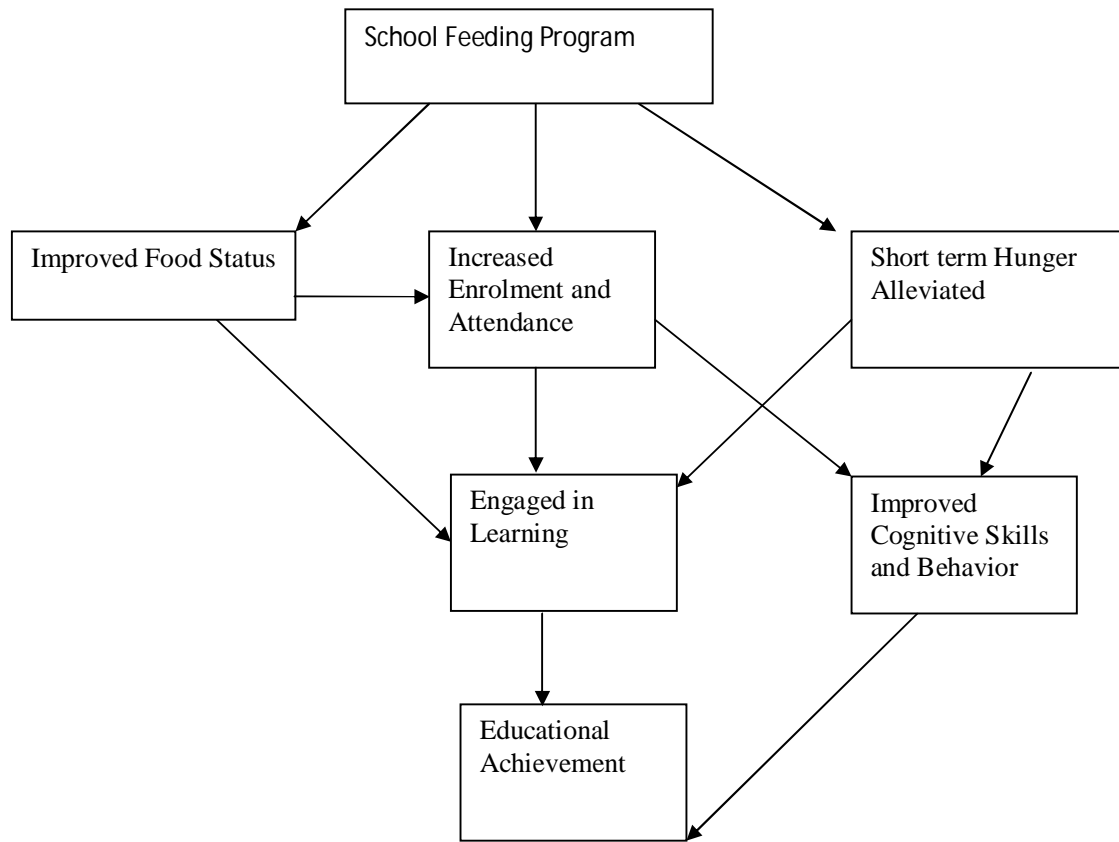 School Feeding Program
Improved Food Status
Increased
Enrolment and
Attendance
Short term Hunger
Alleviated
Engaged in
Learning
Improved
Cognitive Skills
and Behavior
Educational
Achievement